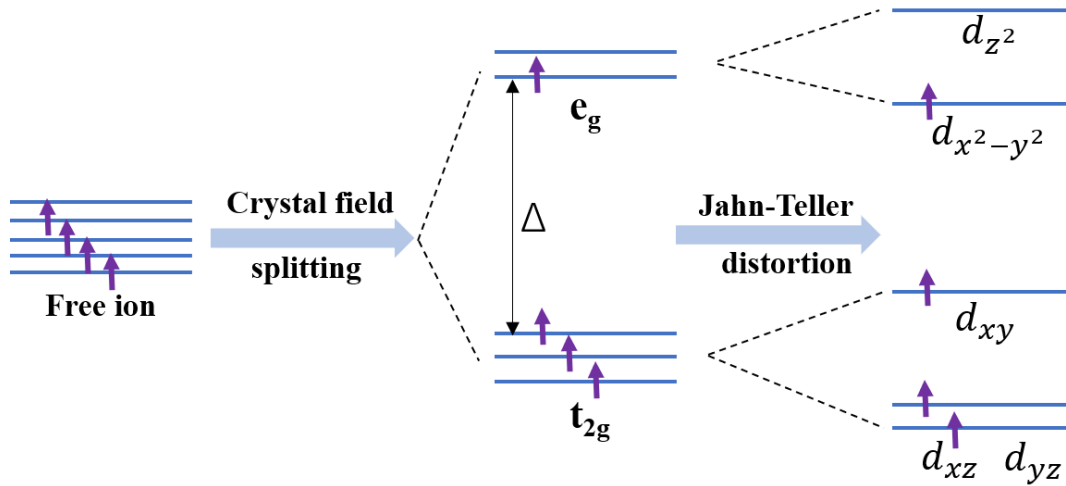 Free ion
Crystal field
splitting
e_g
Δ
t_{2g}
Jahn-Teller
distortion
d_{z^2}
d_{x^2-y^2}
d_{xy}
d_{xz} d_{yz}